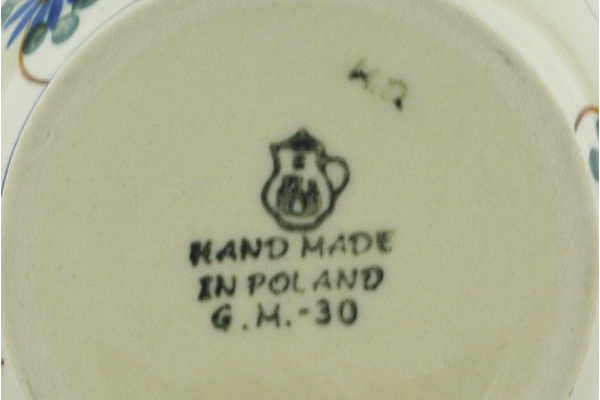 K.R
HAND MADE
IN POLAND
G.M.-30